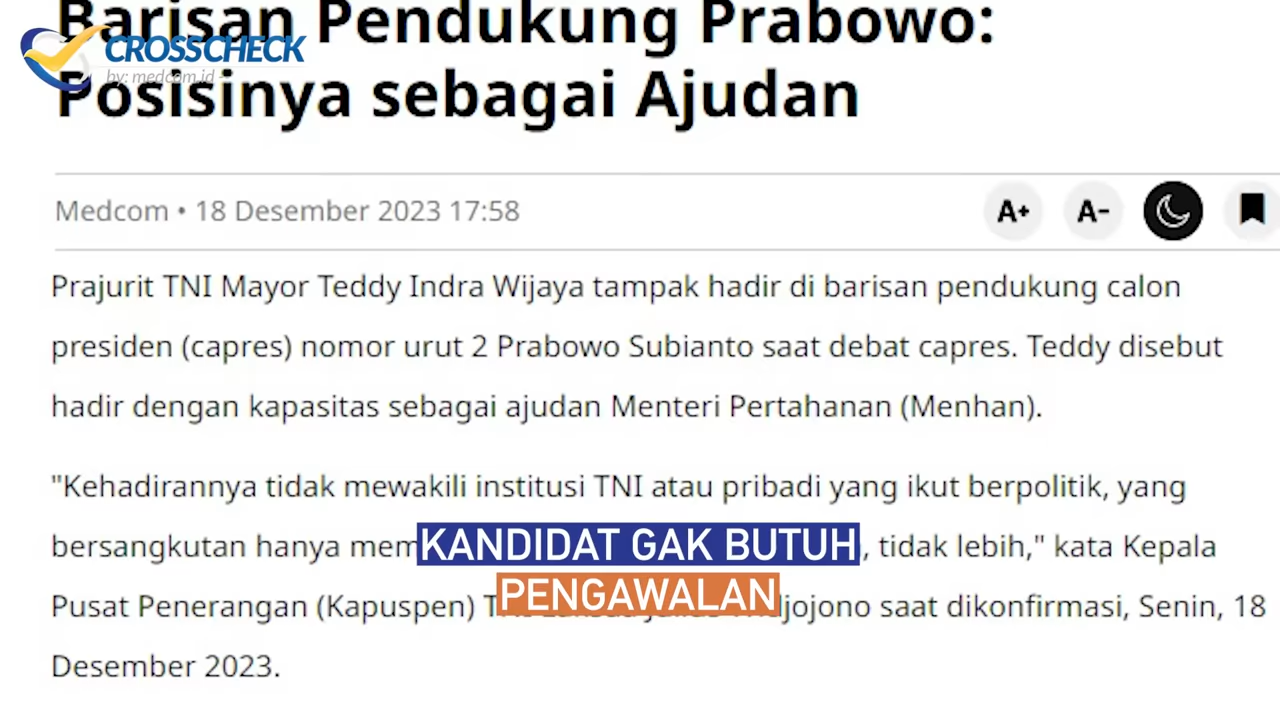 Barisan Pendukung Prabowo:
CROSSCHECK
by: medcom.id
Posisinya sebagai Ajudan
Medcom • 18 Desember 2023 17:58
A+ A-
Prajurit TNI Mayor Teddy Indra Wijaya tampak hadir di barisan pendukung calon
presiden (capres) nomor urut 2 Prabowo Subianto saat debat capres. Teddy disebut
hadir dengan kapasitas sebagai ajudan Menteri Pertahanan (Menhan).
"Kehadirannya tidak mewakili institusi TNI atau pribadi yang ikut berpolitik, yang
bersangkutan hanya , tidak lebih," kata Kepala
KANDIDAT GAK BUTUH
PENGAWALAN
Pusat Penerangan (Kapuspen) saat dikonfirmasi, Senin, 18
Desember 2023.